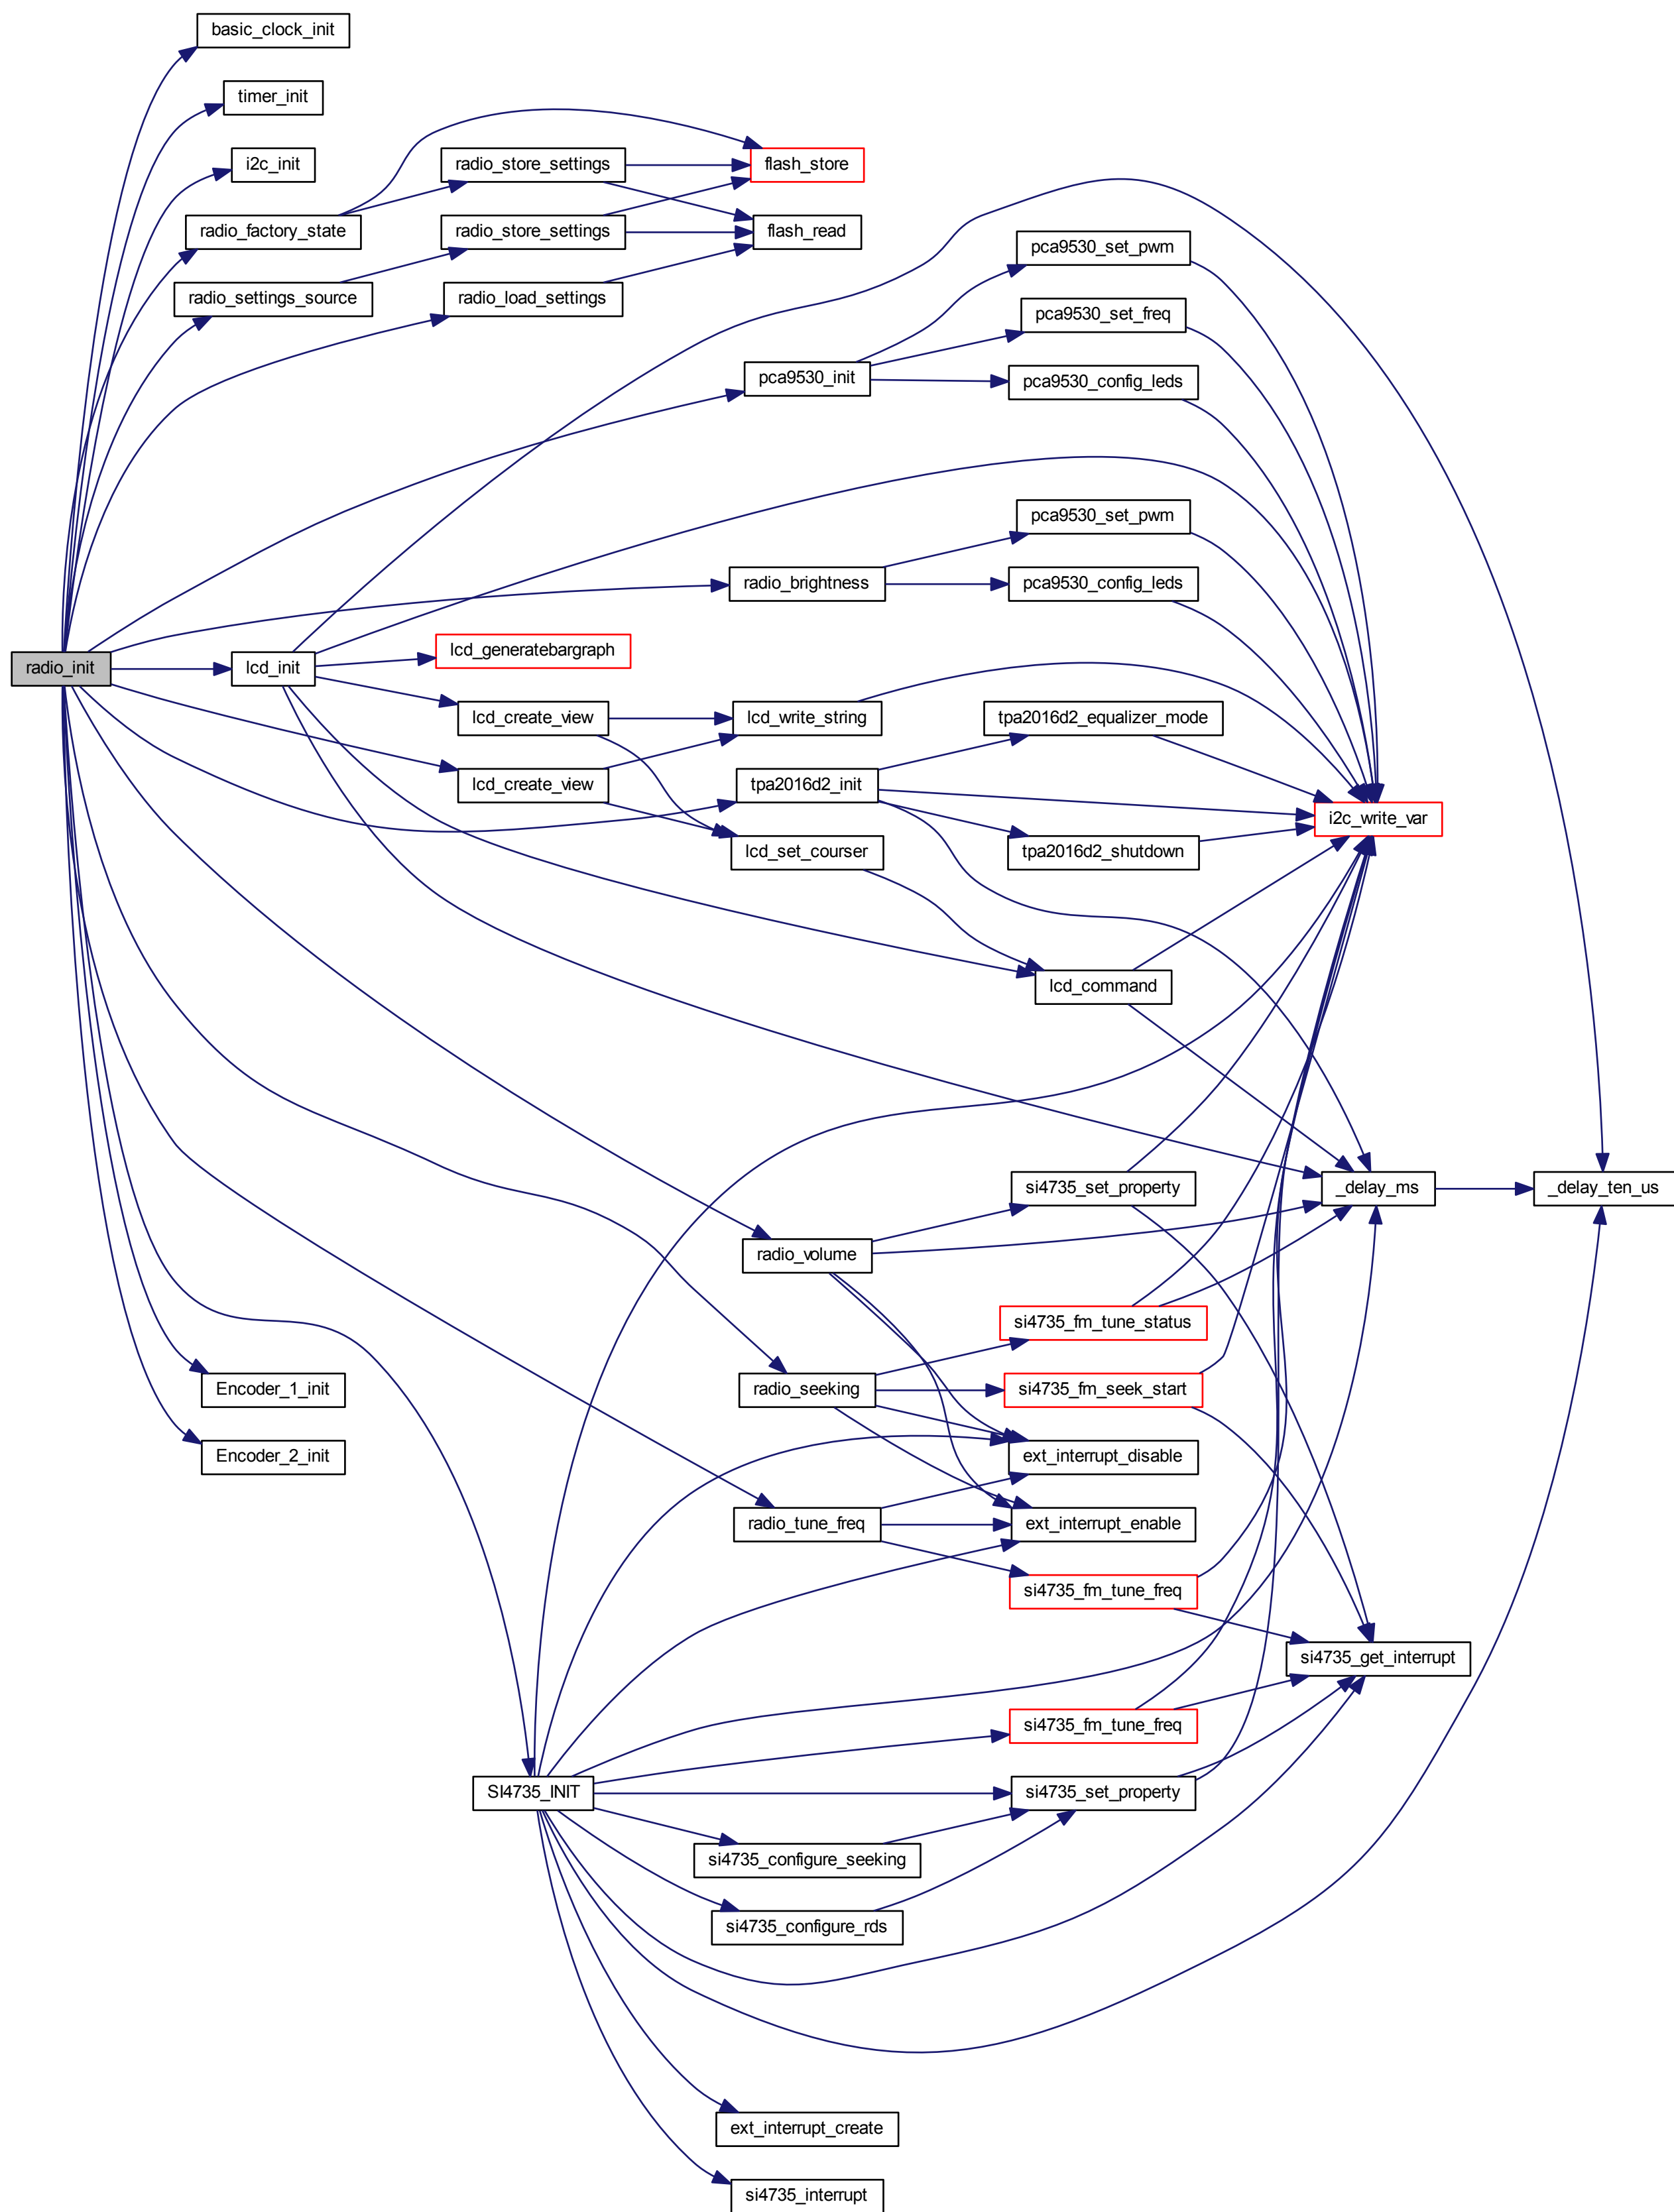 basic_clock_init
timer_init
i2c_init
radio_store_settings
flash_store
radio_factory_state
radio_store_settings
flash_read
pca9530_set_pwm
radio_settings_source
radio_load_settings
pca9530_set_freq
pca9530_init
pca9530_config_leds
pca9530_set_pwm
radio_brightness
pca9530_config_leds
lcd_generatebargraph
radio_init
lcd_init
lcd_create_view
lcd_write_string
tpa2016d2_equalizer_mode
lcd_create_view
tpa2016d2_init
i2c_write_var
lcd_set_courser
tpa2016d2_shutdown
lcd_command
si4735_set_property
_delay_ms
_delay_ten_us
radio_volume
si4735_fm_tune_status
Encoder_1_init
radio_seeking
si4735_fm_seek_start
Encoder_2_init
ext_interrupt_disable
radio_tune_freq
ext_interrupt_enable
si4735_fm_tune_freq
si4735_get_interrupt
si4735_fm_tune_freq
SI4735_INIT
si4735_set_property
si4735_configure_seeking
si4735_configure_rds
ext_interrupt_create
si4735_interrupt